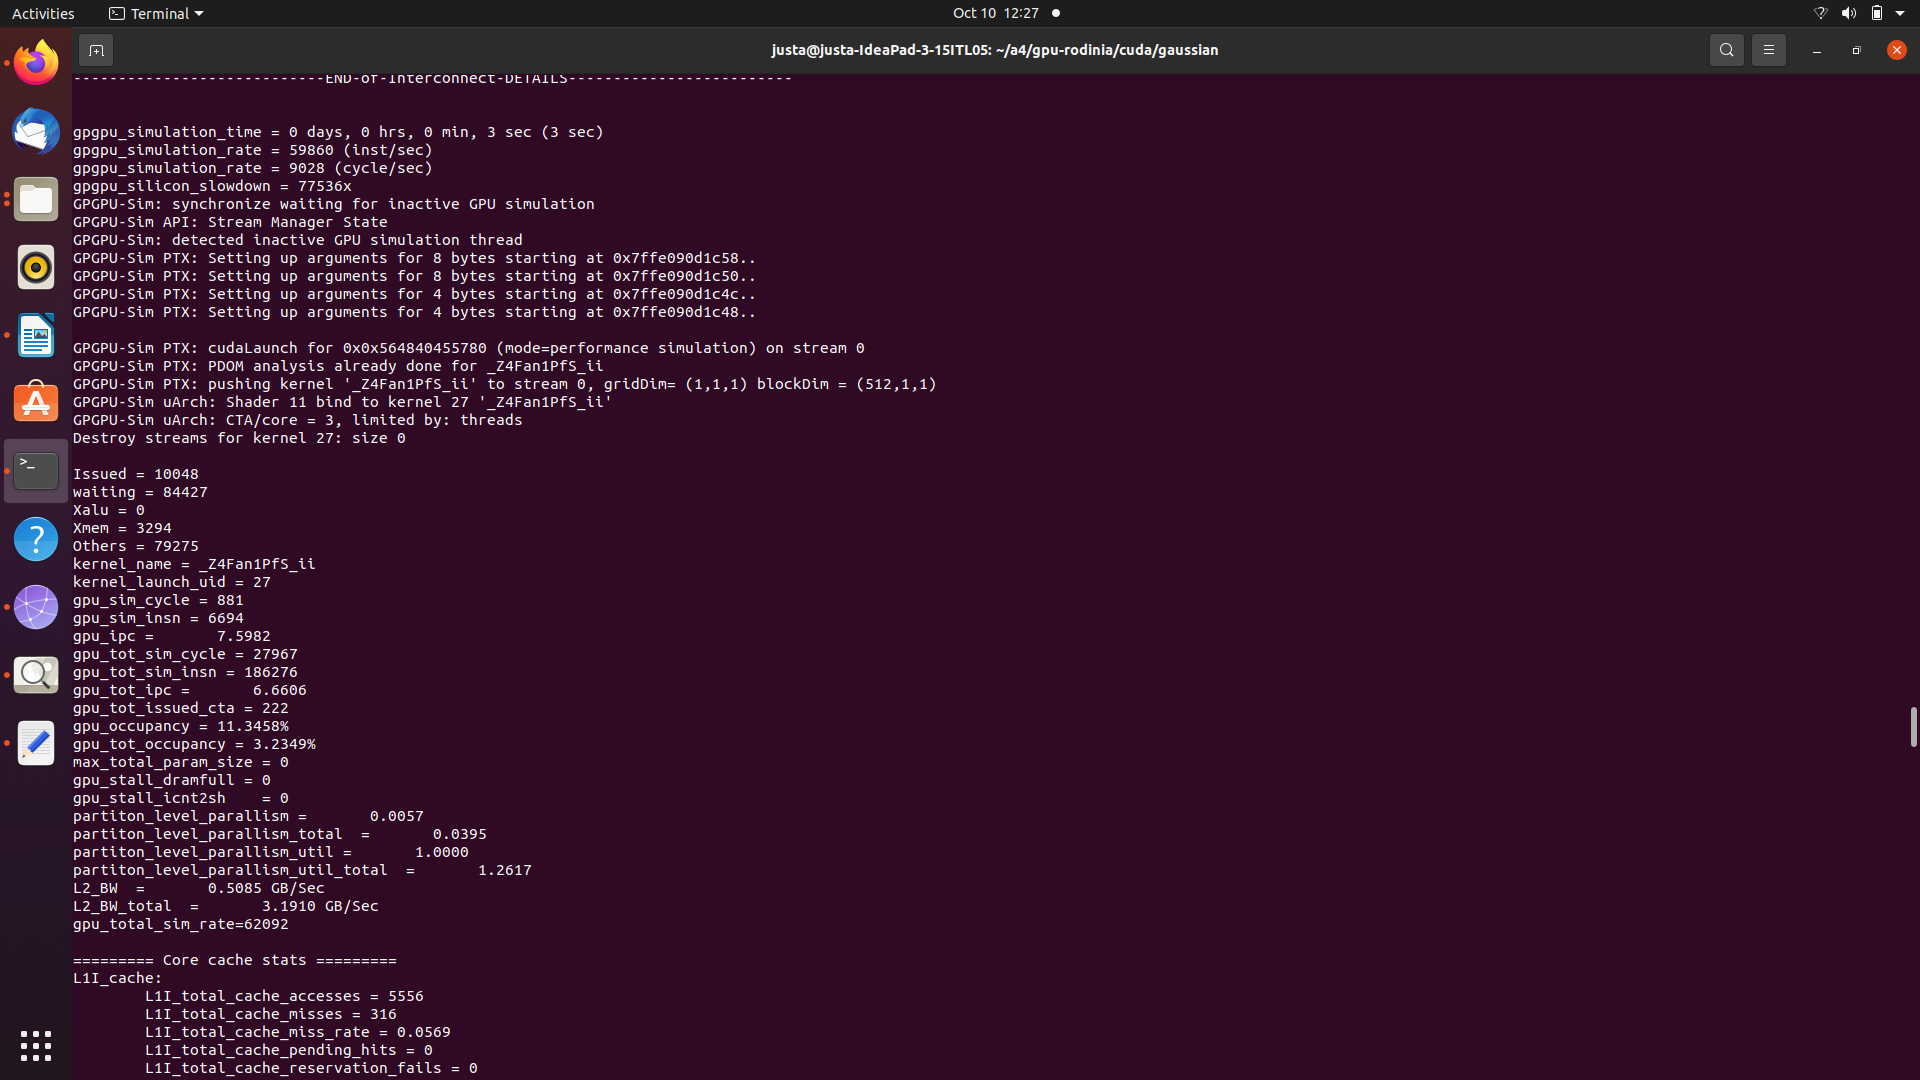 Activities
Terminal
Oct 10 12:27
justa@justa-IdeaPad-3-15ITL05: ~/a4/gpu-rodinia/cuda/gaussian
----------------------------END-of-Interconnect-DETAILS-------------------------
gpgpu_simulation_time = 0 days, 0 hrs, 0 min, 3 sec (3 sec)
gpgpu_simulation_rate = 59860 (inst/sec)
gpgpu_simulation_rate = 9028 (cycle/sec)
gpgpu_silicon_slowdown = 77536x
GPGPU-Sim: synchronize waiting for inactive GPU simulation
GPGPU-Sim API: Stream Manager State
GPGPU-Sim: detected inactive GPU simulation thread
GPGPU-Sim PTX: Setting up arguments for 8 bytes starting at 0x7ffe090d1c58..
GPGPU-Sim PTX: Setting up arguments for 8 bytes starting at 0x7ffe090d1c50..
GPGPU-Sim PTX: Setting up arguments for 4 bytes starting at 0x7ffe090d1c4c..
GPGPU-Sim PTX: Setting up arguments for 4 bytes starting at 0x7ffe090d1c48..
GPGPU-Sim PTX: cudaLaunch for 0x0x564840455780 (mode=performance simulation) on stream 0
GPGPU-Sim PTX: PDOM analysis already done for _Z4Fan1PfS_ii
GPGPU-Sim PTX: pushing kernel '_Z4Fan1PfS_ii' to stream 0, gridDim= (1,1,1) blockDim = (512,1,1)
GPGPU-Sim uArch: Shader 11 bind to kernel 27 '_Z4Fan1PfS_ii'
GPGPU-Sim uArch: CTA/core = 3, limited by: threads
Destroy streams for kernel 27: size 0
Issued = 10048
waiting = 84427
Xalu = 0
Xmem = 3294
Others = 79275
kernel_name = _Z4Fan1PfS_ii
kernel_launch_uid = 27
gpu_sim_cycle = 881
gpu_sim_insn = 6694
gpu_ipc =       7.5982
gpu_tot_sim_cycle = 27967
gpu_tot_sim_insn = 186276
gpu_tot_ipc =       6.6606
gpu_tot_issued_cta = 222
gpu_occupancy = 11.3458%
gpu_tot_occupancy = 3.2349%
max_total_param_size = 0
gpu_stall_dramfull = 0
gpu_stall_icnt2sh    = 0
partiton_level_parallism =       0.0057
partiton_level_parallism_total  =       0.0395
partiton_level_parallism_util =       1.0000
partiton_level_parallism_util_total  =       1.2617
L2_BW  =       0.5085 GB/Sec
L2_BW_total  =       3.1910 GB/Sec
gpu_total_sim_rate=62092
========= Core cache stats =========
L1I_cache:
L1I_total_cache_accesses = 5556
L1I_total_cache_misses = 316
L1I_total_cache_miss_rate = 0.0569
L1I_total_cache_pending_hits = 0
L1I_total_cache_reservation_fails = 0